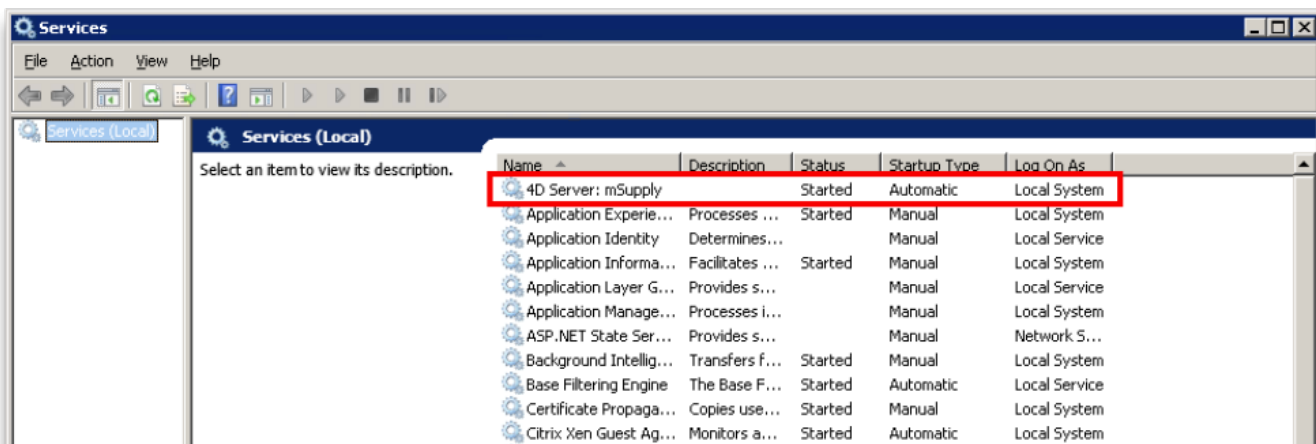 Services
File Action View Help
Services (Local)
Services (Local)
Select an item to view its description.
Name Description Status Startup Type Log On As
4D Server: mSupply Started Automatic Local System
Application Experie... Processes ... Started Manual Local System
Application Identity Determines... Manual Local Service
Application Informa... Facilitates ... Started Manual Local System
Application Layer G... Provides s... Manual Local Service
Application Manage... Processes i... Manual Local System
ASP.NET State Ser... Provides s... Manual Network S...
Background Intellig... Transfers f... Started Manual Local System
Base Filtering Engine The Base F... Started Automatic Local Service
Certificate Propaga... Copies use... Started Manual Local System
Citrix Xen Guest Ag... Monitors a... Started Automatic Local System